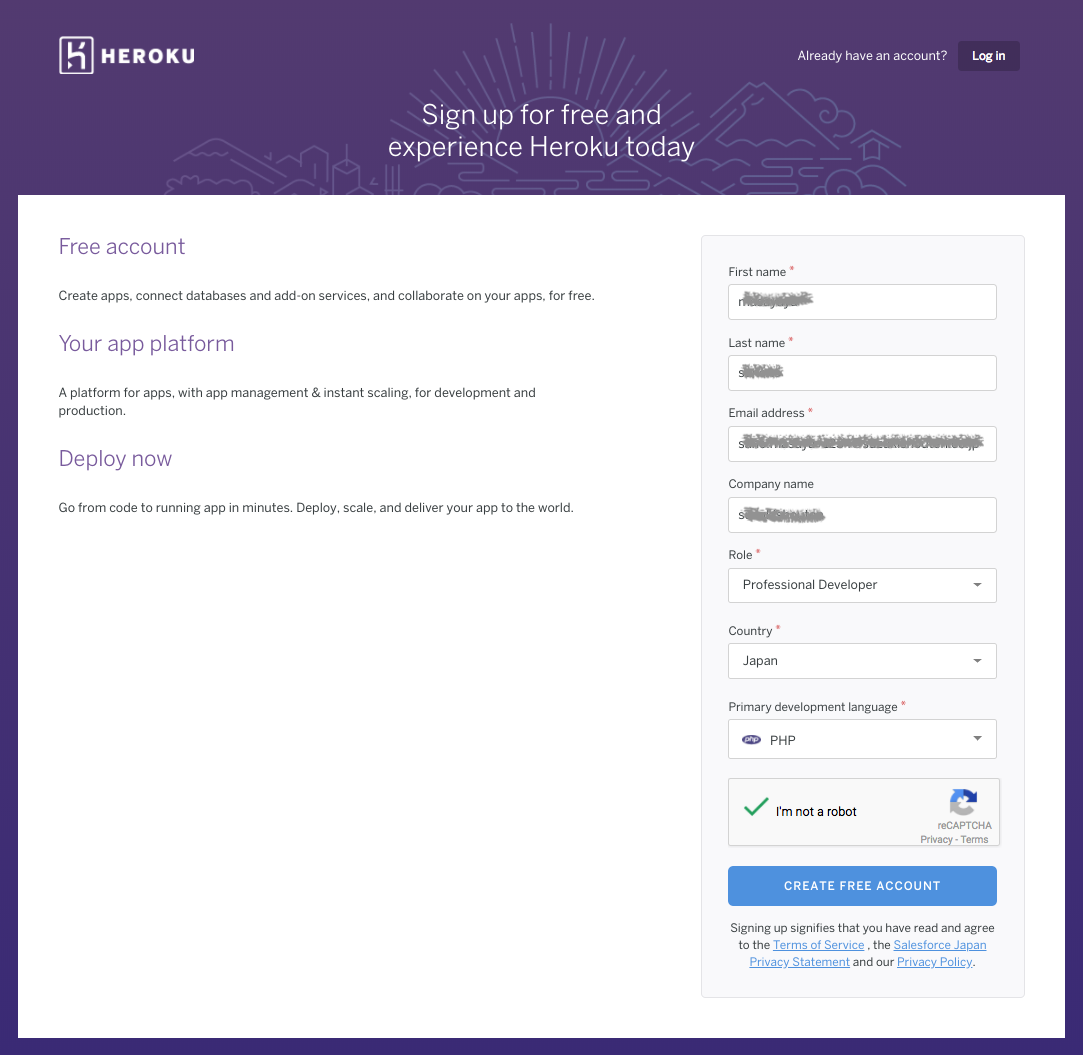 HEROKU
Already have an account?
Log in
Sign up for free and
experience Heroku today
Free account
Create apps, connect databases and add-on services, and collaborate on your apps, for free.
Your app platform
A platform for apps, with app management & instant scaling, for development and
production.
Deploy now
Go from code to running app in minutes. Deploy, scale, and deliver your app to the world.
First name *
Last name *
Email address *
Company name
Role *
Professional Developer
Country *
Japan
Primary development language *
php PHP
I'm not a robot
reCAPTCHA
Privacy - Terms
CREATE FREE ACCOUNT
Signing up signifies that you have read and agree
to the Terms of Service , the Salesforce Japan
Privacy Statement and our Privacy Policy.